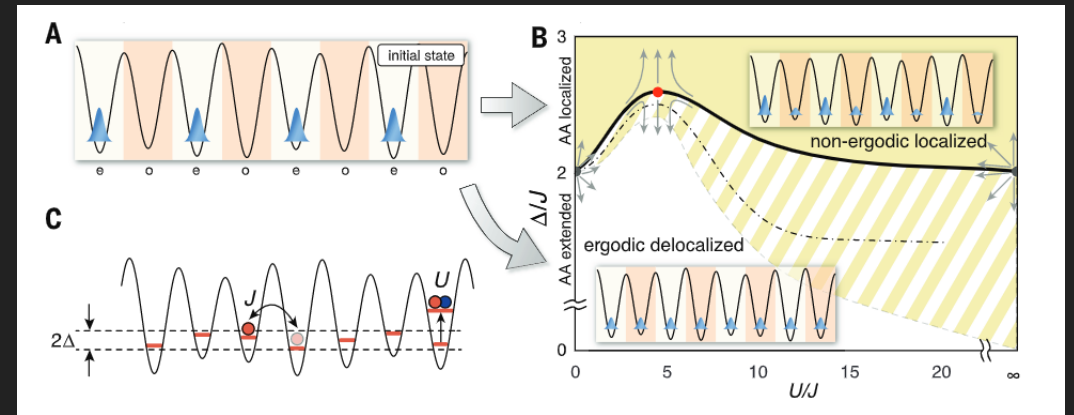 A
initial state
e o e o e o e o
B
3
2
0
Δ/J
AA localized
AA extended
non-ergodic localized
ergodic delocalized
0 5 10 15 20 ∞
U/J
C
J
U
2Δ